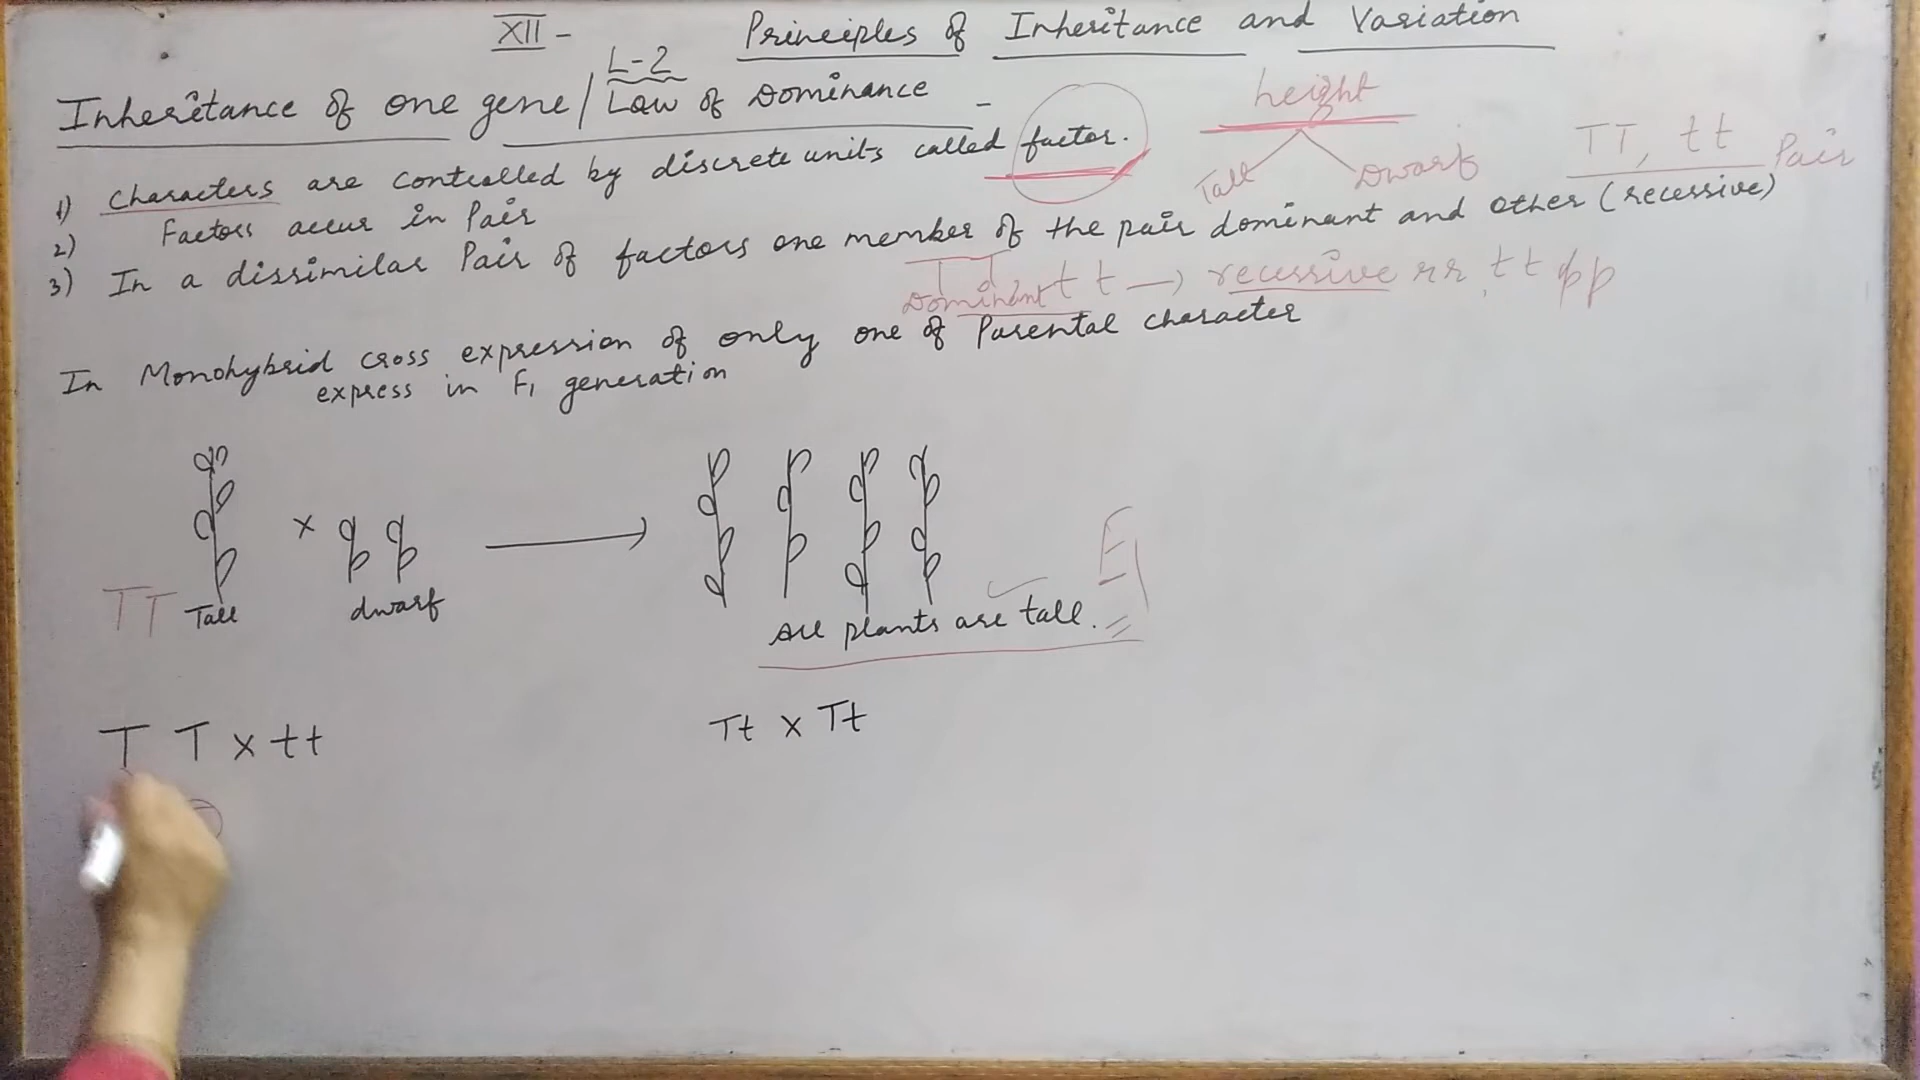 XII - Principles of Inheritance and Variation
L-2
Inheritance of one gene / Law of Dominance -
height
Tall Dwarf
TT, tt Pair
1) Characters are controlled by discrete units called factor.
2) Factors occur in Pair
3) In a dissimilar Pair of factors one member of the pair dominant and other (recessive)
TT
Dominant tt → recessive rr, tt pp
In Monohybrid cross expression of only one of Parental character
express in F1 generation
×
TT Tall dwarf
All plants are tall. F1
T T x tt
Tt x Tt